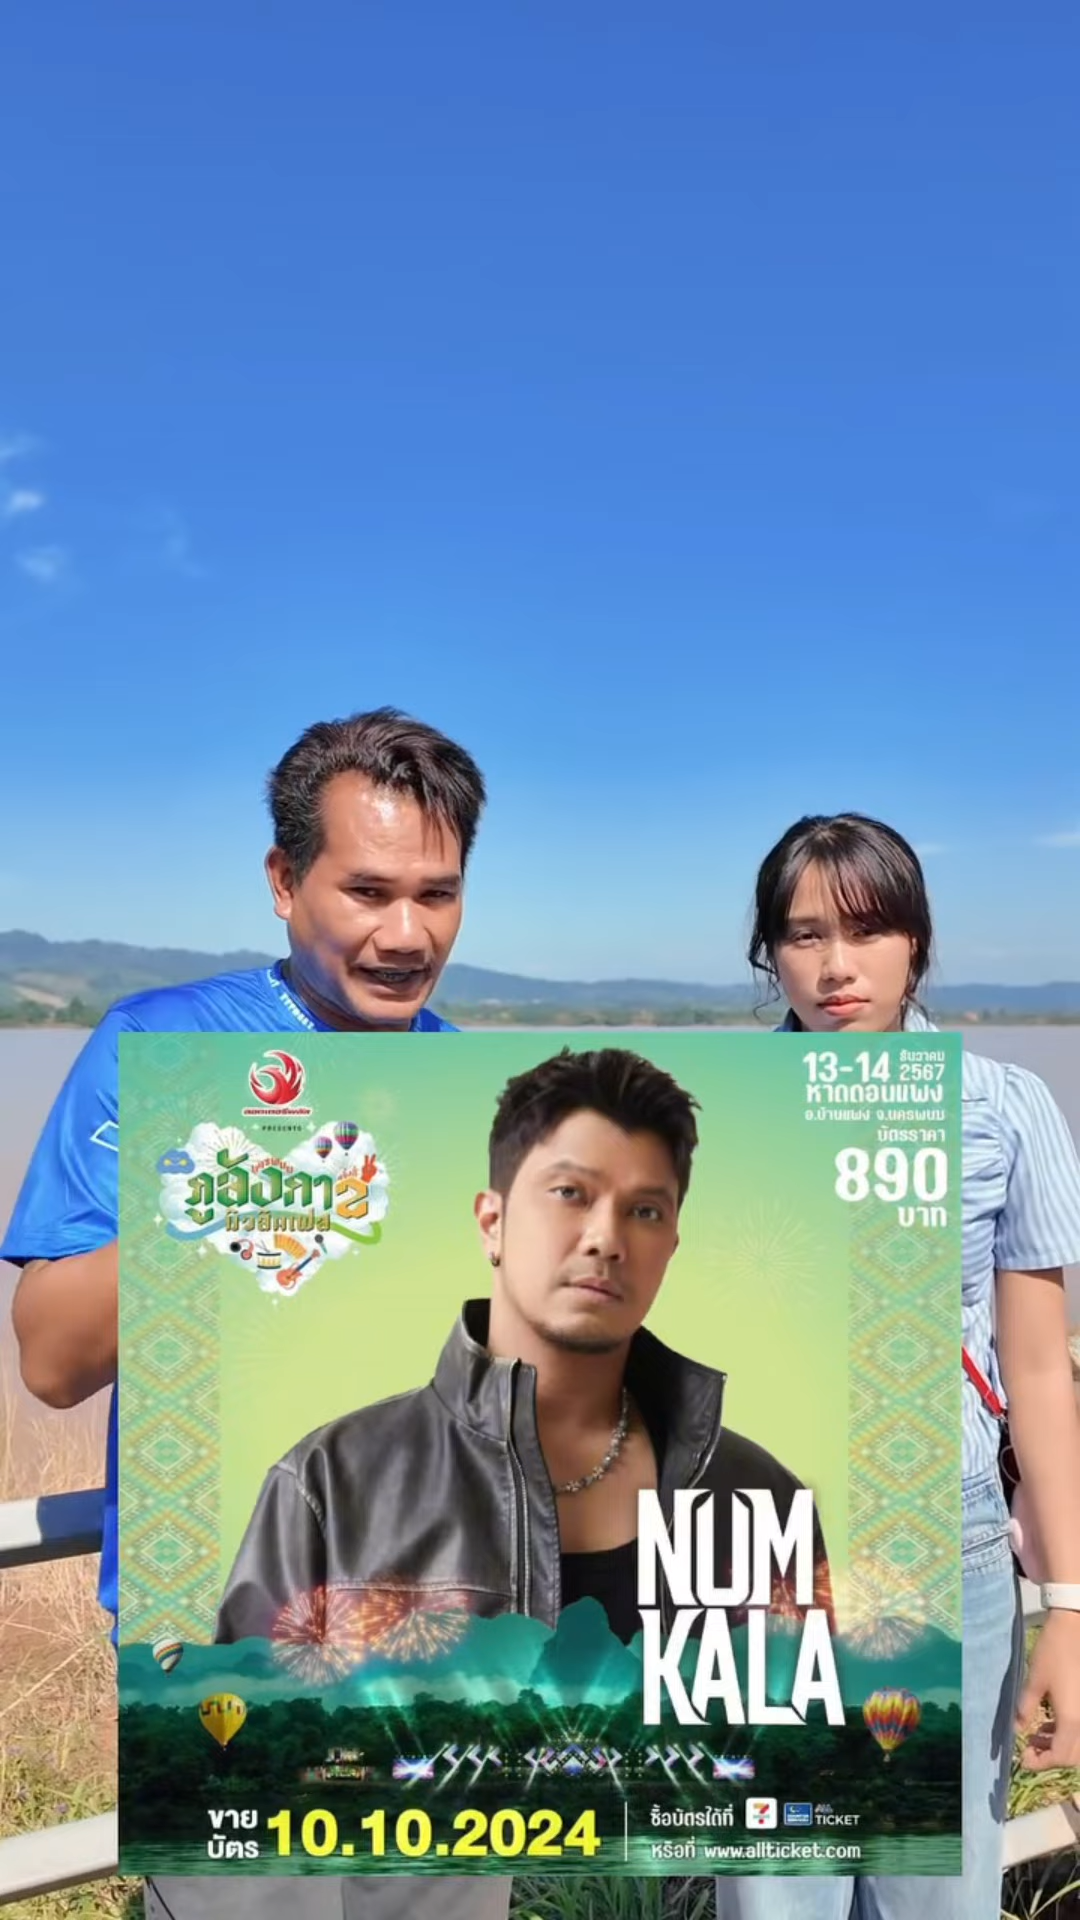 13-14 ธันวาคม 2567
หาดดอนแพง
อ.บ้านแพง จ.นครพนม
บัตรราคา
890
บาท
PRESENTS
ภูลังกา 2
มิวสิคเฟส
NUM
KALA
ขายบัตร 10.10.2024
ซื้อบัตรได้ที่ ALL TICKET
หรือที่ www.allticket.com